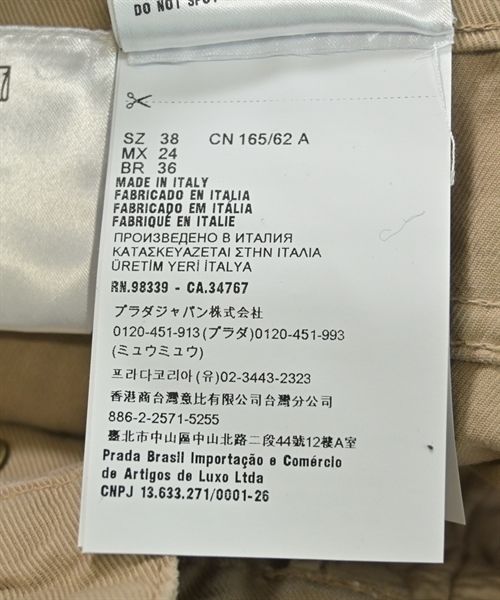 DO NOT SPOT
SZ 38 CN 165/62 A
MX 24
BR 36
MADE IN ITALY
FABRICADO EN ITALIA
FABRICADO EM ITÁLIA
FABRIQUÉ EN ITALIE
ПРОИЗВЕДЕНО В ИТАЛИЯ
ΚΑΤΑΣΚΕΥΑΖΕΤΑΙ ΣΤΗΝ ΙΤΑΛΙΑ
ÜRETİM YERİ İTALYA
RN.98339 - CA.34767
プラダジャパン株式会社
0120-451-913 (プラダ)0120-451-993
(ミュウミュウ)
프라다코리아(유)02-3443-2323
香港商台灣意比有限公司台灣分公司
886-2-2571-5255
臺北市中山區中山北路二段44號12樓A室
Prada Brasil Importação e Comércio
de Artigos de Luxo Ltda
CNPJ 13.633.271/0001-26